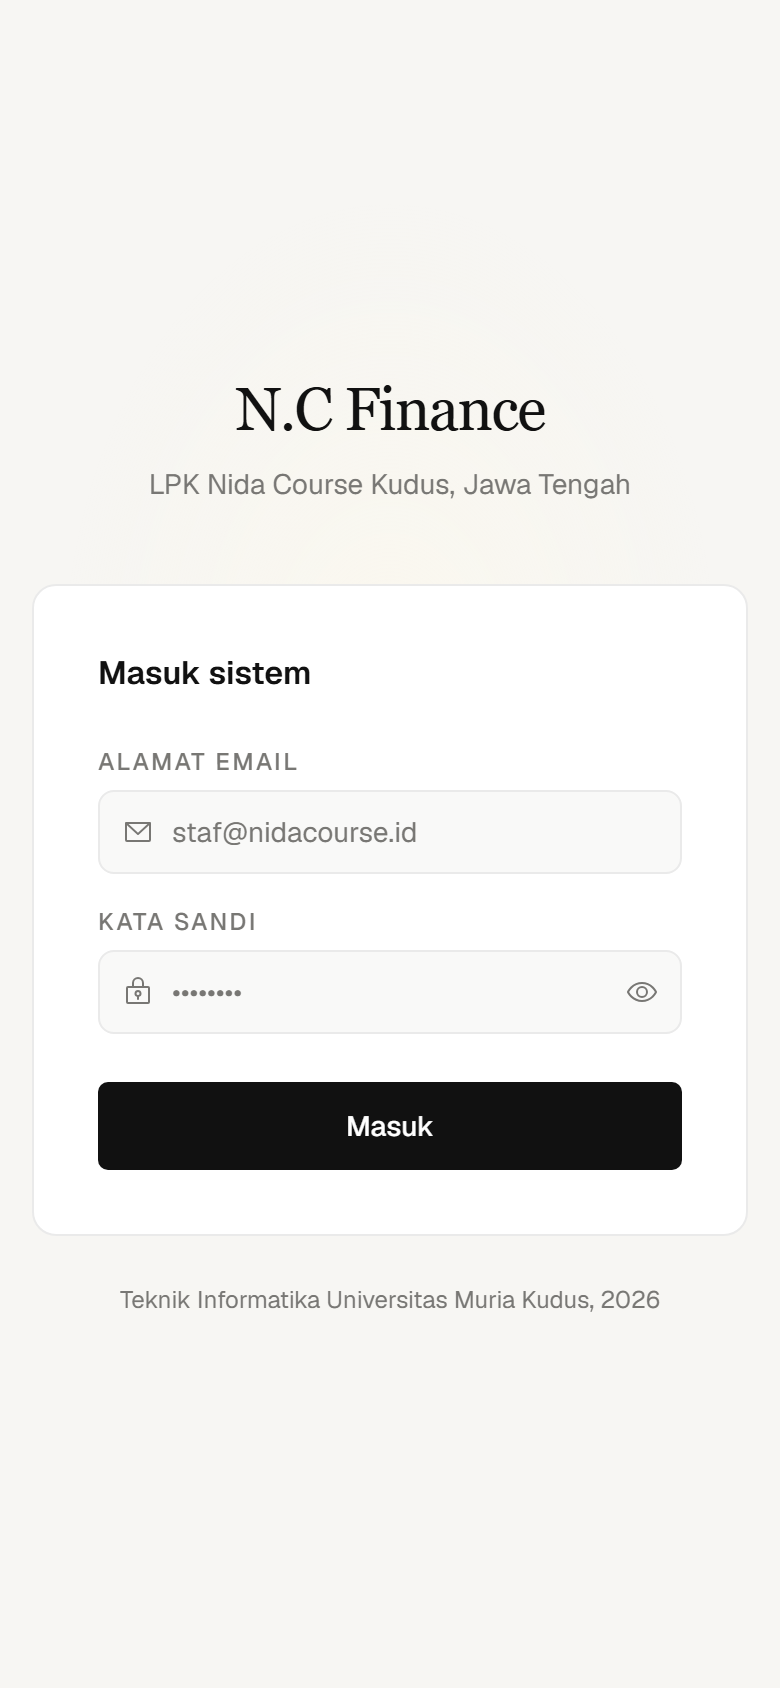 N.C Finance
LPK Nida Course Kudus, Jawa Tengah
Masuk sistem
ALAMAT EMAIL
staf@nidacourse.id
KATA SANDI
••••••••
Masuk
Teknik Informatika Universitas Muria Kudus, 2026